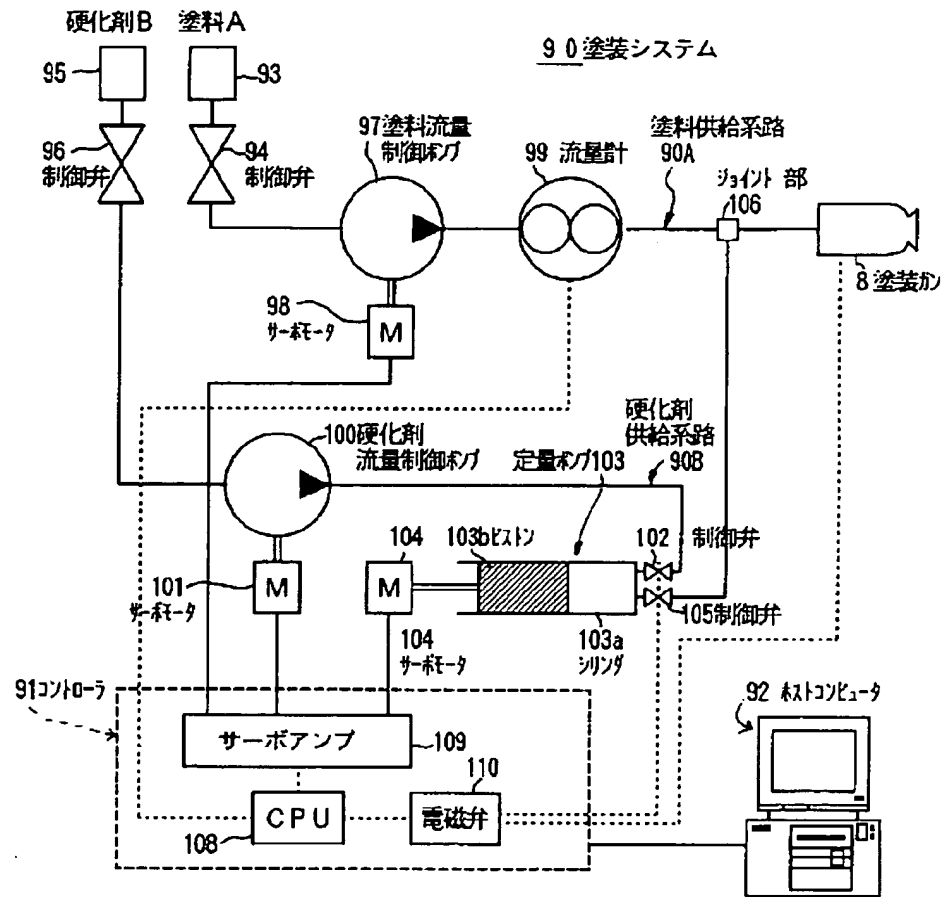 硬化剤B 塗料A
90 塗装システム
95
93
96
制御弁
94
制御弁
97塗料流量
制御ポンプ
99 流量計
塗料供給系路
90A
ジョイント部
106
8 塗装ガン
98
サーボモータ
M
100硬化剤
流量制御ポンプ
硬化剤
供給系路
90B
定量ポンプ103
103bピストン
102 制御弁
104
M
M
101
サーボモータ
105制御弁
103a
シリンダ
104
サーボモータ
91コントローラ
92 ホストコンピュータ
サーボアンプ
109
110
CPU
電磁弁
108